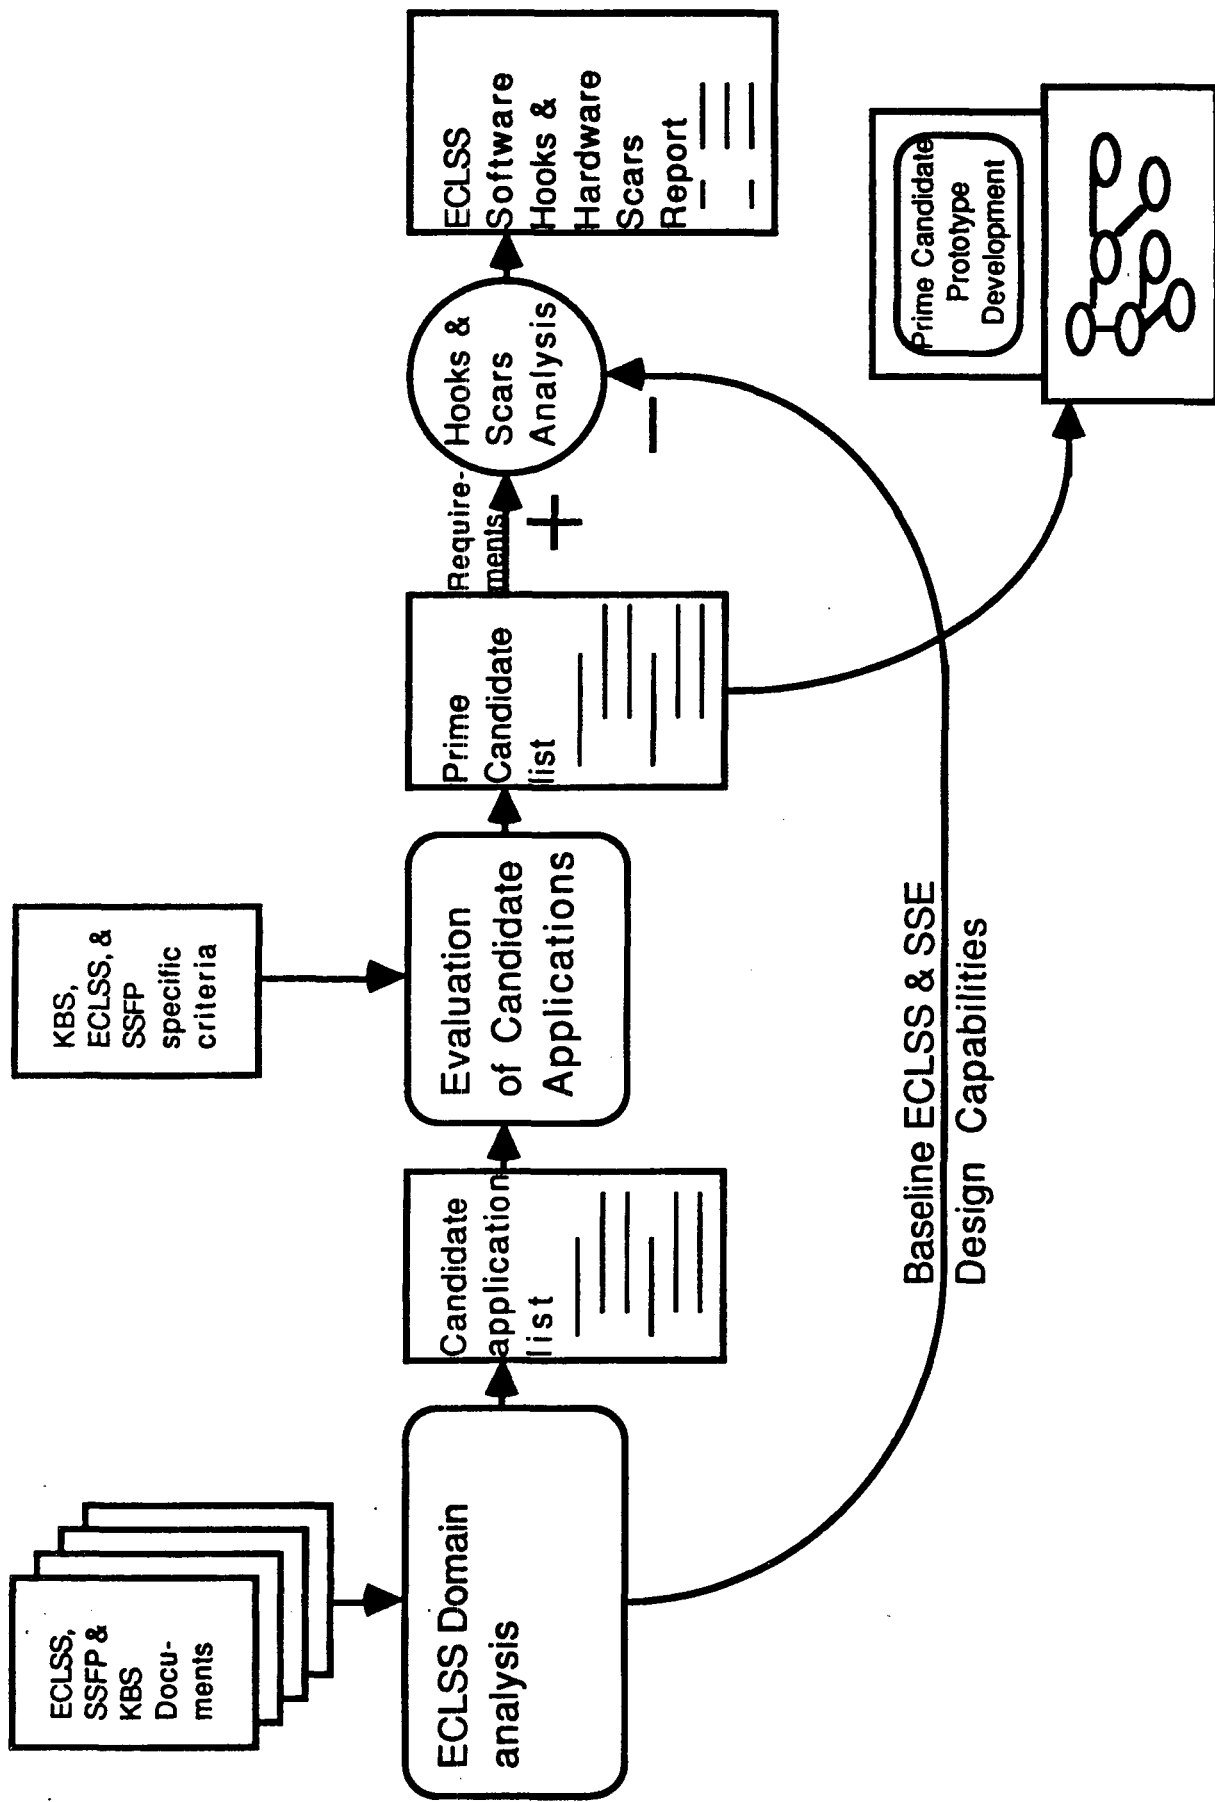 ECLSS,
SSFP &
KBS
Docu-
ments
ECLSS Domain
analysis
Candidate
application
list
KBS,
ECLSS, &
SSFP
specific
criteria
Evaluation
of Candidate
Applications
Prime
Candidate
list
Require-
ments
+
−
Hooks &
Scars
Analysis
ECLSS
Software
Hooks &
Hardware
Scars
Report
Baseline ECLSS & SSE
Design Capabilities
Prime Candidate
Prototype
Development